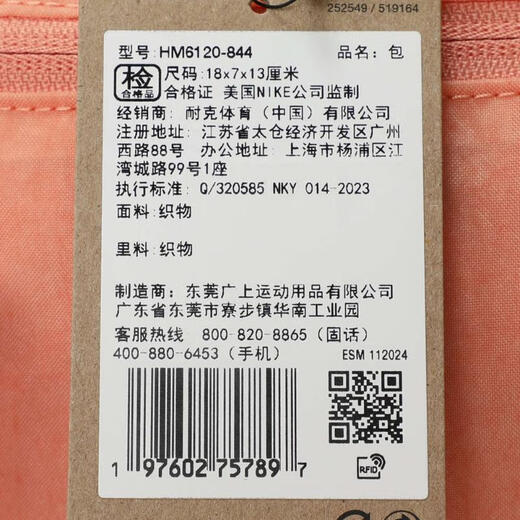 252549 / 519164
型号: HM6120-844 品名: 包
检 合格品 尺码: 18x7x13厘米
合格证 美国NIKE公司监制
经销商: 耐克体育（中国）有限公司
注册地址: 江苏省太仓经济开发区广州
西路88号 办公地址: 上海市杨浦区江
湾城路99号1座
执行标准: Q/320585 NKY 014-2023
面料: 织物
里料: 织物
制造商: 东莞广上运动用品有限公司
广东省东莞市寮步镇华南工业园
客服热线 800-820-8865（固话）
400-880-6453（手机） ESM 112024
1 97602 75789 7
RFID